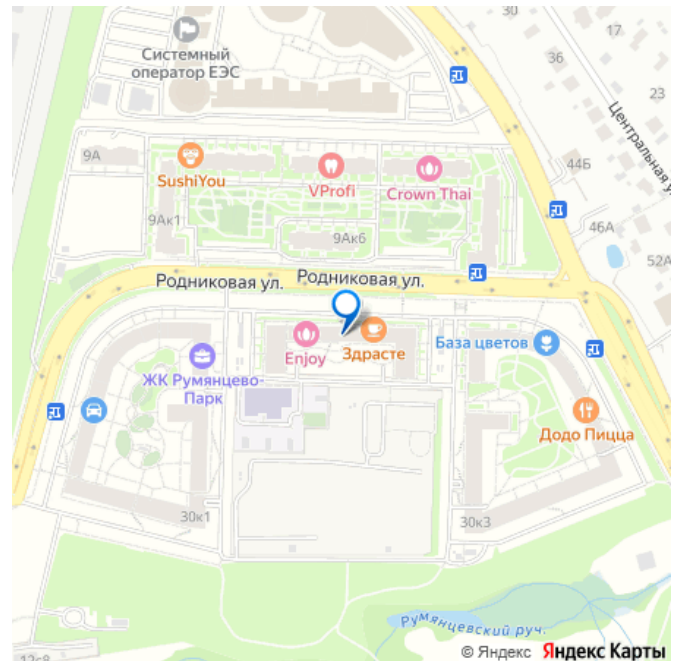 30
Системный
оператор ЕЭС
36
23
Центральная у
9А
SushiYou
VProfi
Crown Thai
44Б
9Ак1
9Ак6
46А
52А
Родниковая ул.
Родниковая ул.
Enjoy
Здрасте
База цветов
ЖК Румянцево-
Парк
Додо Пицца
30к1
30к3
Румянцевский руч.
© Яндекс Яндекс Карты
12с8